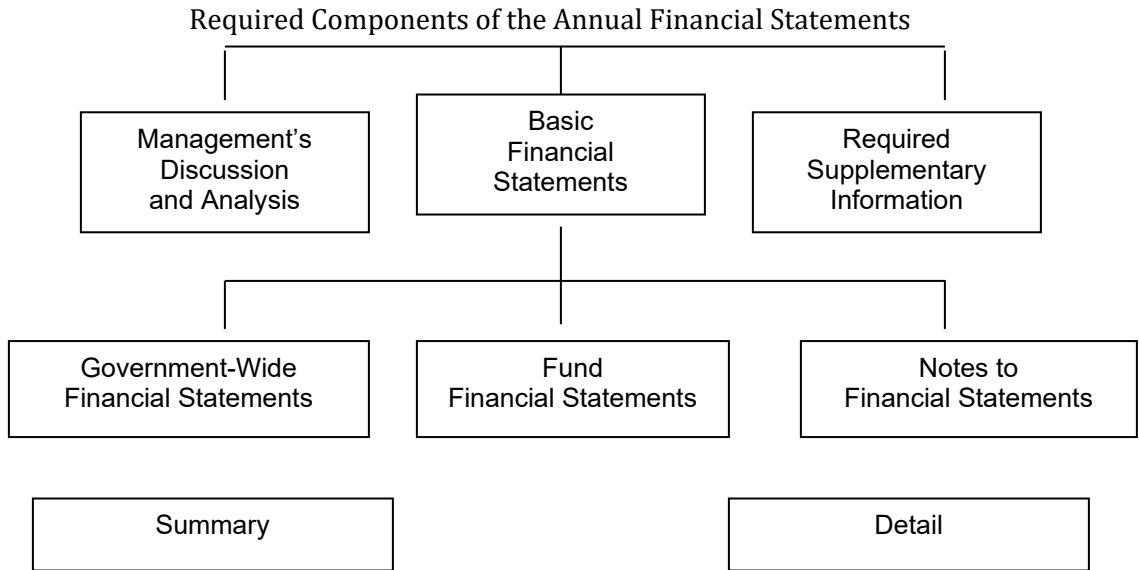 Required Components of the Annual Financial Statements
Management’s
Discussion
and Analysis
Basic
Financial
Statements
Required
Supplementary
Information
Government-Wide
Financial Statements
Fund
Financial Statements
Notes to
Financial Statements
Summary
Detail